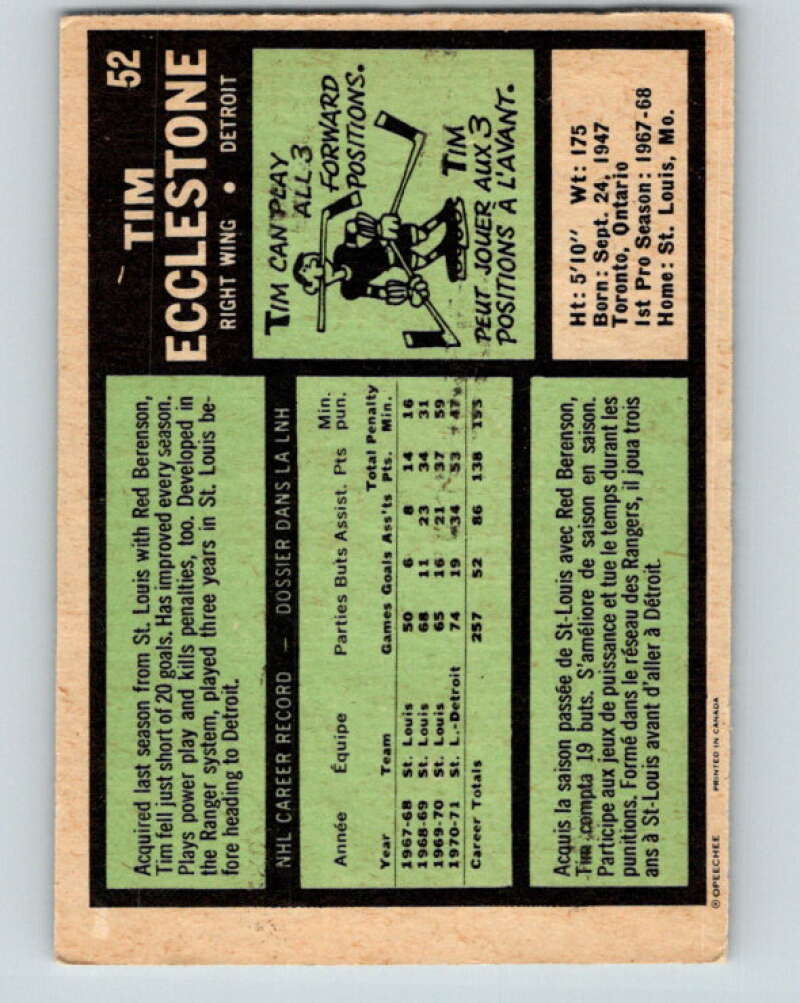 52
TIM
ECCLESTONE
RIGHT WING • DETROIT
Acquired last season from St. Louis with Red Berenson,
Tim fell just short of 20 goals. Has improved every season.
Plays power play and kills penalties, too. Developed in
the Ranger system, played three years in St. Louis be-
fore heading to Detroit.
TIM CAN PLAY
ALL 3
FORWARD
POSITIONS.
TIM
PEUT JOUER AUX 3
POSITIONS À L'AVANT.
NHL CAREER RECORD — DOSSIER DANS LA LNH
Année Équipe Parties Buts Assist. Pts Min. pun.
Year Team Games Goals Ass'ts Total Pts. Penalty Min.
1967-68 St. Louis 50 6 8 14 16
1968-69 St. Louis 68 11 23 34 31
1969-70 St. Louis 65 16 21 37 59
1970-71 St. L.-Detroit 74 19 34 53 47
Career Totals 257 52 86 138 153
Ht: 5'10" Wt: 175
Born: Sept. 24, 1947
Toronto, Ontario
1st Pro Season: 1967-68
Home: St. Louis, Mo.
Acquis la saison passée de St-Louis avec Red Berenson,
Tim compta 19 buts. S'améliore de saison en saison.
Participe aux jeux de puissance et tue le temps durant les
punitions. Formé dans le réseau des Rangers, il joua trois
ans à St-Louis avant d'aller à Détroit.
® OPEECHEE PRINTED IN CANADA